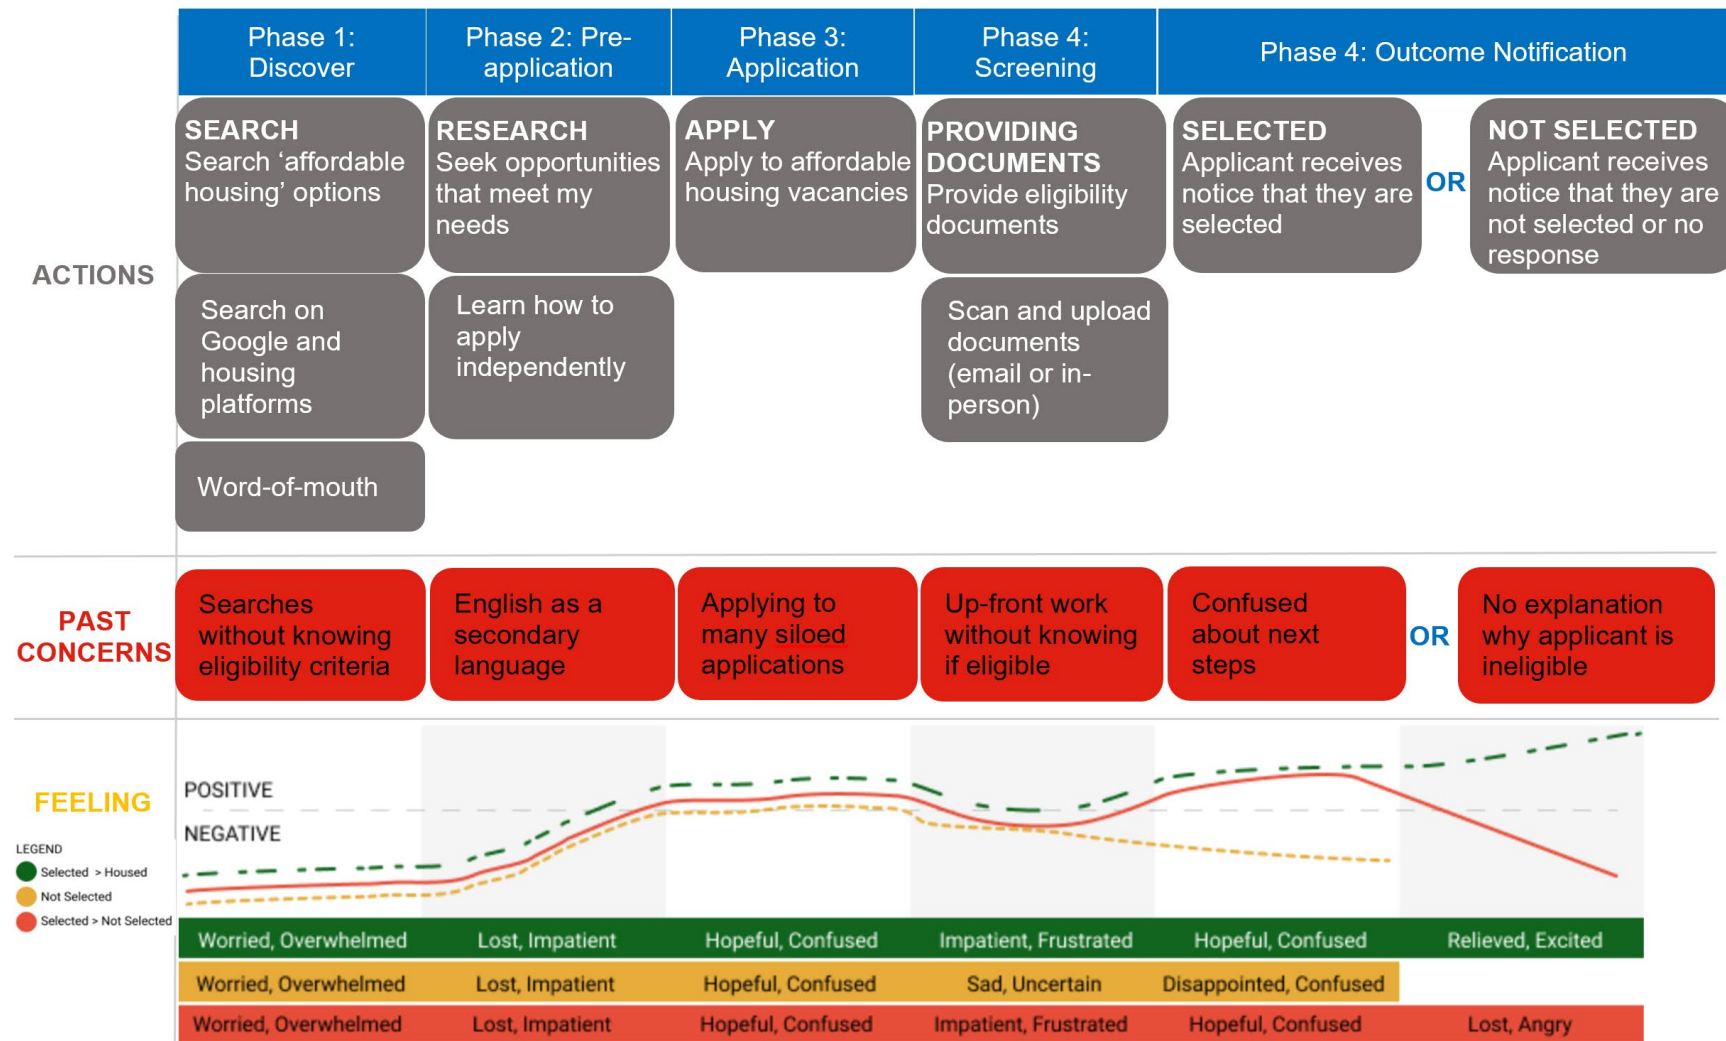 Phase 1:
Discover
Phase 2: Pre-
application
Phase 3:
Application
Phase 4:
Screening
Phase 4: Outcome Notification
ACTIONS
SEARCH
Search ‘affordable
housing’ options
RESEARCH
Seek opportunities
that meet my
needs
APPLY
Apply to affordable
housing vacancies
PROVIDING
DOCUMENTS
Provide eligibility
documents
SELECTED
Applicant receives
notice that they are
selected
OR
NOT SELECTED
Applicant receives
notice that they are
not selected or no
response
Search on
Google and
housing
platforms
Learn how to
apply
independently
Scan and upload
documents
(email or in-
person)
Word-of-mouth
PAST
CONCERNS
Searches
without knowing
eligibility criteria
English as a
secondary
language
Applying to
many siloed
applications
Up-front work
without knowing
if eligible
Confused
about next
steps
OR
No explanation
why applicant is
ineligible
FEELING
POSITIVE
NEGATIVE
LEGEND
Selected > Housed
Not Selected
Selected > Not Selected
Worried, Overwhelmed
Lost, Impatient
Hopeful, Confused
Impatient, Frustrated
Hopeful, Confused
Relieved, Excited
Worried, Overwhelmed
Lost, Impatient
Hopeful, Confused
Sad, Uncertain
Disappointed, Confused
Worried, Overwhelmed
Lost, Impatient
Hopeful, Confused
Impatient, Frustrated
Hopeful, Confused
Lost, Angry